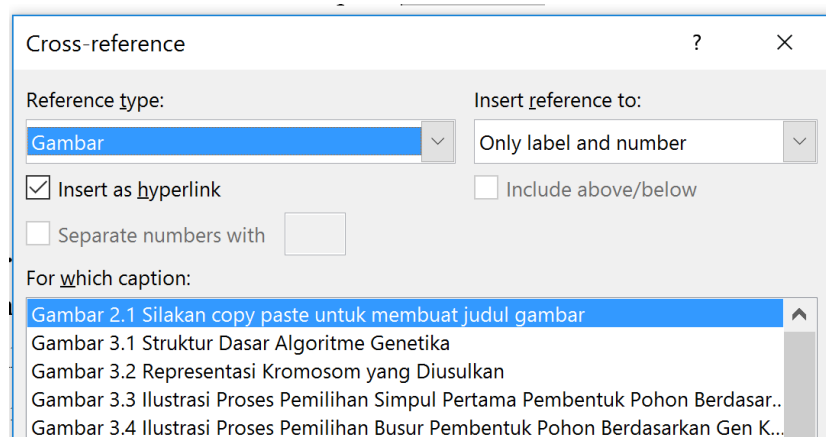 Cross-reference
Reference type:
Insert reference to:
Gambar
Only label and number
Insert as hyperlink
Include above/below
Separate numbers with
For which caption:
Gambar 2.1 Silakan copy paste untuk membuat judul gambar
Gambar 3.1 Struktur Dasar Algoritme Genetika
Gambar 3.2 Representasi Kromosom yang Diusulkan
Gambar 3.3 Ilustrasi Proses Pemilihan Simpul Pertama Pembentuk Pohon Berdasar..
Gambar 3.4 Ilustrasi Proses Pemilihan Busur Pembentuk Pohon Berdasarkan Gen K...